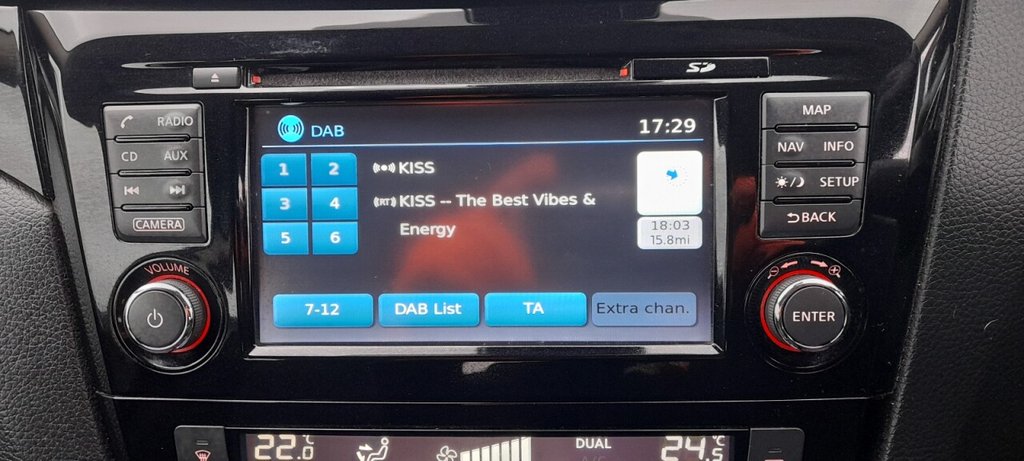 SD
RADIO
CD AUX
CAMERA
VOLUME
DAB 17:29
1 2
3 4
5 6
KISS
RT KISS -- The Best Vibes &
Energy
18:03
15.8mi
7-12 DAB List TA Extra chan.
MAP
NAV INFO
SETUP
BACK
ENTER
22.0°C DUAL 24.5°C